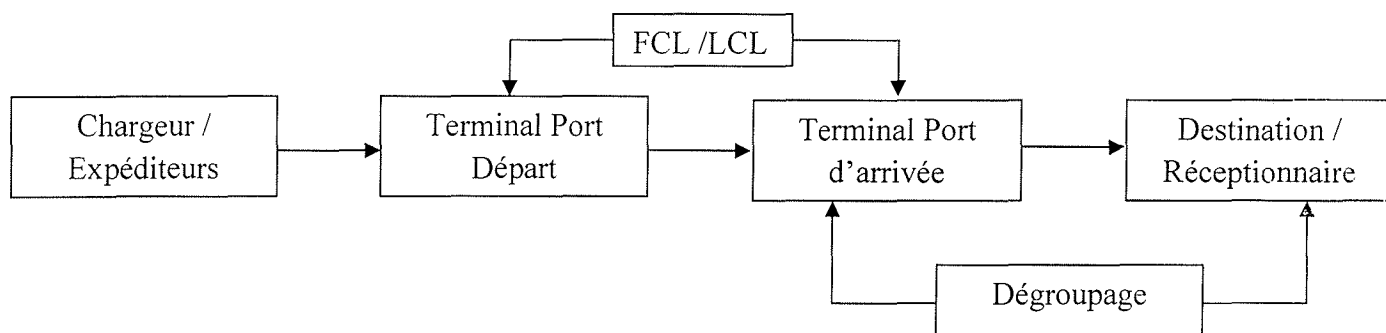 FCL /LCL
Chargeur /
Expéditeurs
Terminal Port
Départ
Terminal Port
d’arrivée
Destination /
Réceptionnaire
Dégroupage